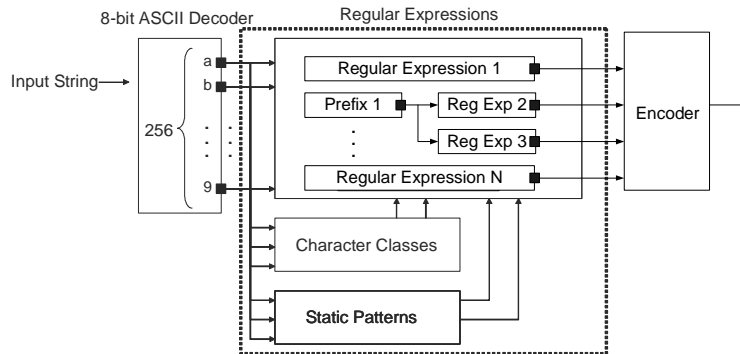 8-bit ASCII Decoder
Regular Expressions
Input String
256
a
b
. .
. .
. .
9
Regular Expression 1
Prefix 1
Reg Exp 2
Reg Exp 3
.
.
.
Regular Expression N
Character Classes
Static Patterns
Encoder